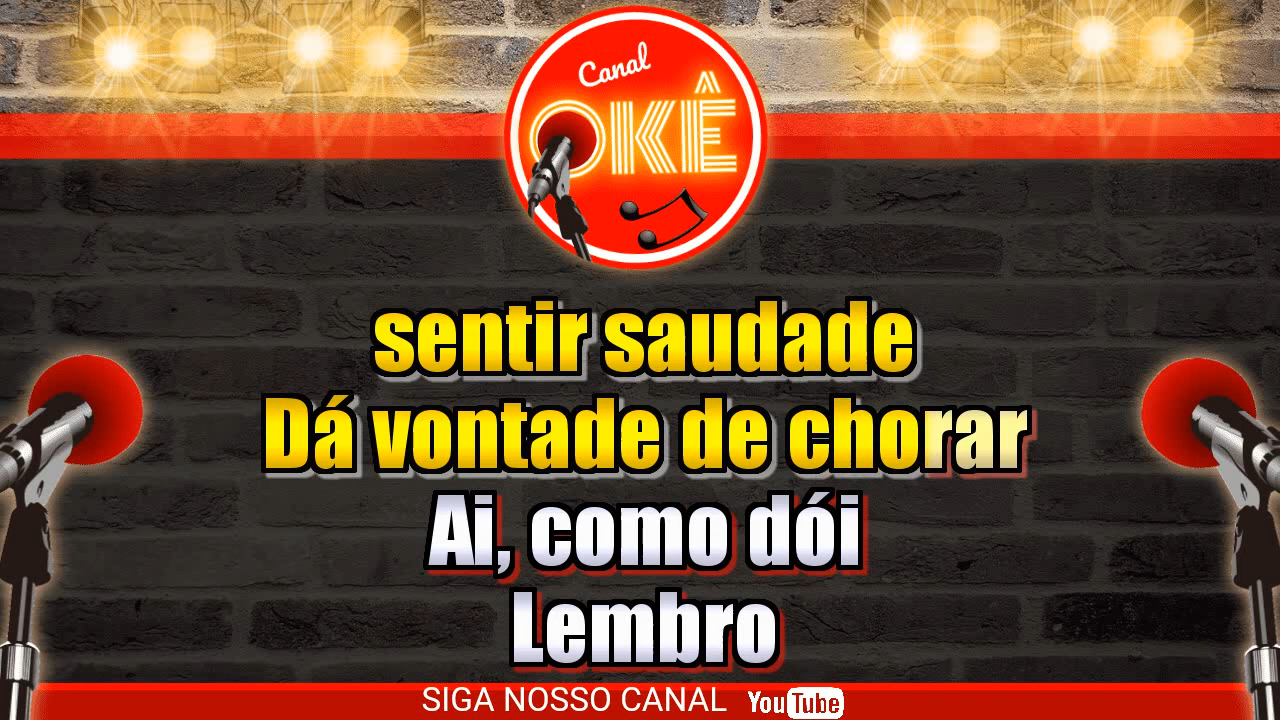 Canal
OKÊ
sentir saudade
Dá vontade de chorar
Ai, como dói
Lembro
SIGA NOSSO CANAL YouTube